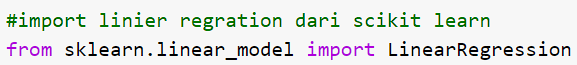 #import linier regration dari scikit learn
from sklearn.linear_model import LinearRegression